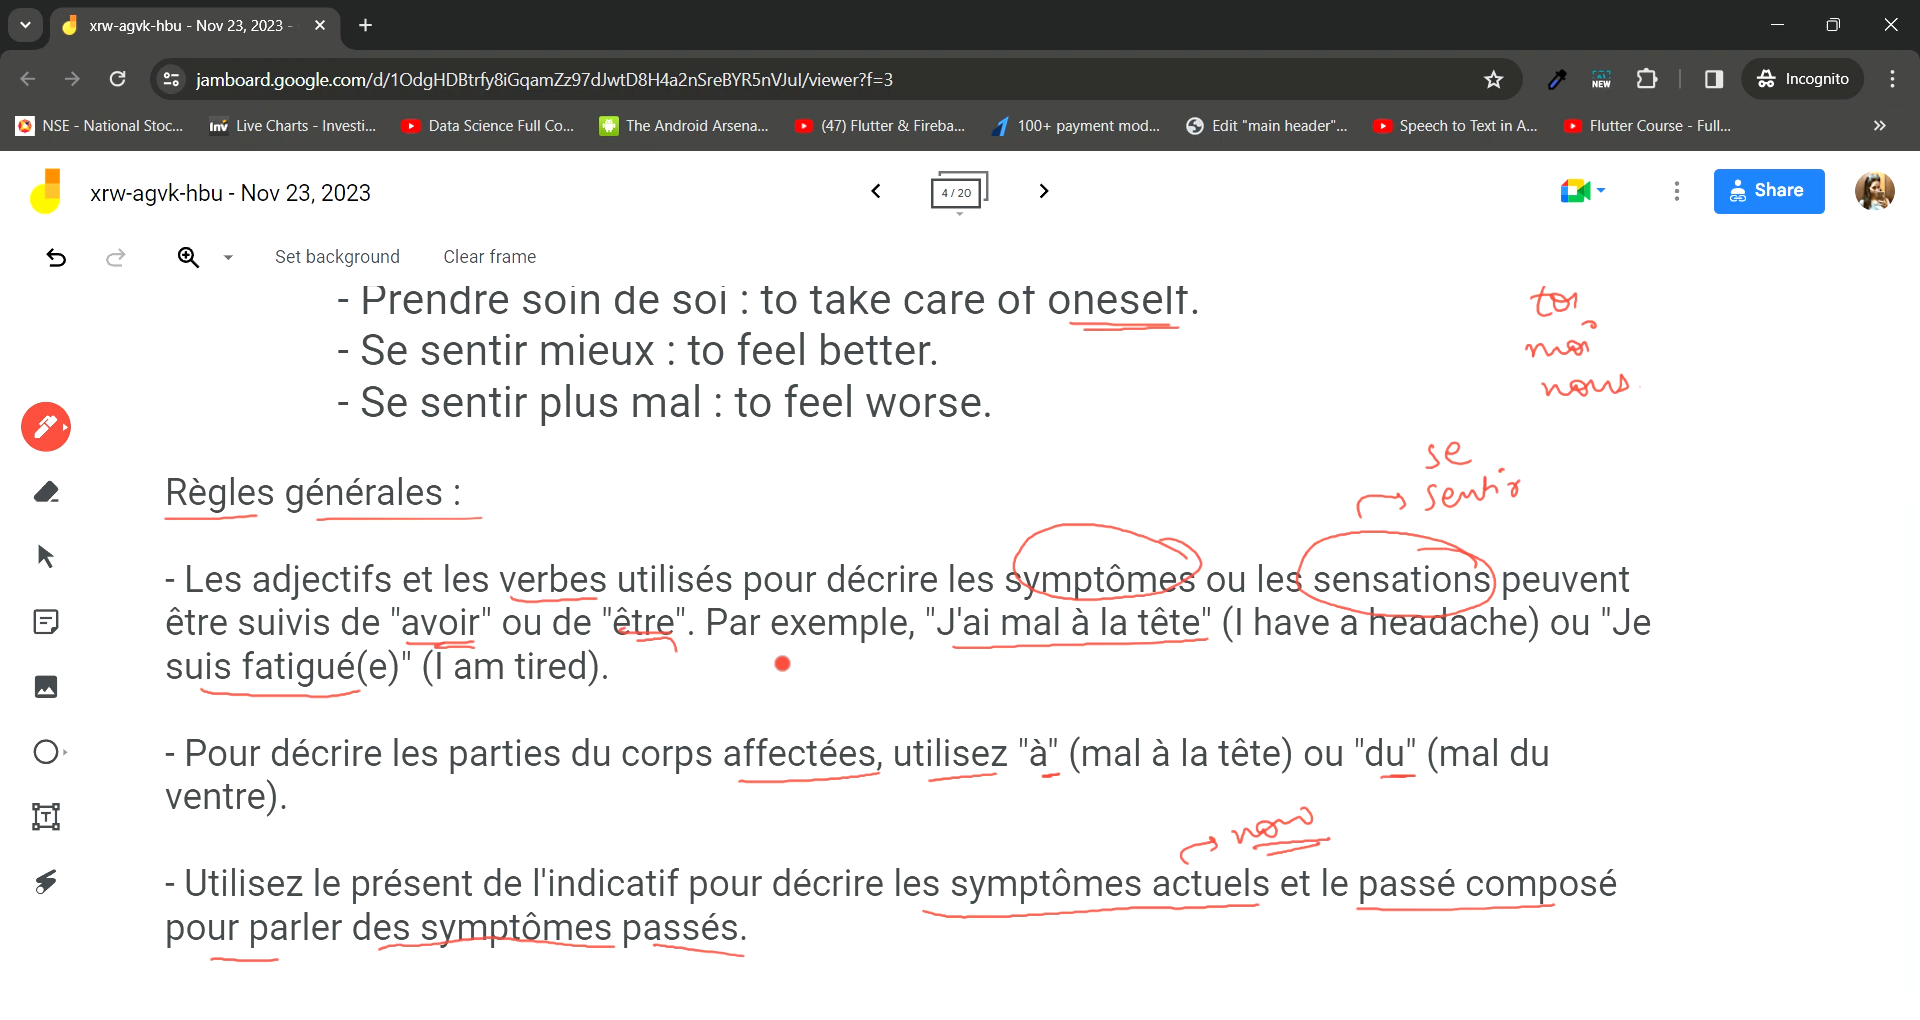 xrw-agvk-hbu - Nov 23, 2023 -
jamboard.google.com/d/1OdgHDBtrfy8iGqamZz97dJwtD8H4a2nSreBYR5nVJuI/viewer?f=3
Incognito
NEW
NSE - National Stoc...
Inv Live Charts - Investi...
Data Science Full Co...
The Android Arsena...
(47) Flutter & Fireba...
100+ payment mod...
Edit "main header"...
Speech to Text in A...
Flutter Course - Full...
xrw-agvk-hbu - Nov 23, 2023
4 / 20
Share
Set background
Clear frame
- Prendre soin de soi : to take care of oneself.
- Se sentir mieux : to feel better.
- Se sentir plus mal : to feel worse.
toi
moi
nous
se
sentir
Règles générales :
- Les adjectifs et les verbes utilisés pour décrire les symptômes ou les sensations peuvent
être suivis de "avoir" ou de "être". Par exemple, "J'ai mal à la tête" (I have a headache) ou "Je
suis fatigué(e)" (I am tired).
- Pour décrire les parties du corps affectées, utilisez "à" (mal à la tête) ou "du" (mal du
ventre).
- Utilisez le présent de l'indicatif pour décrire les symptômes actuels et le passé composé
pour parler des symptômes passés.